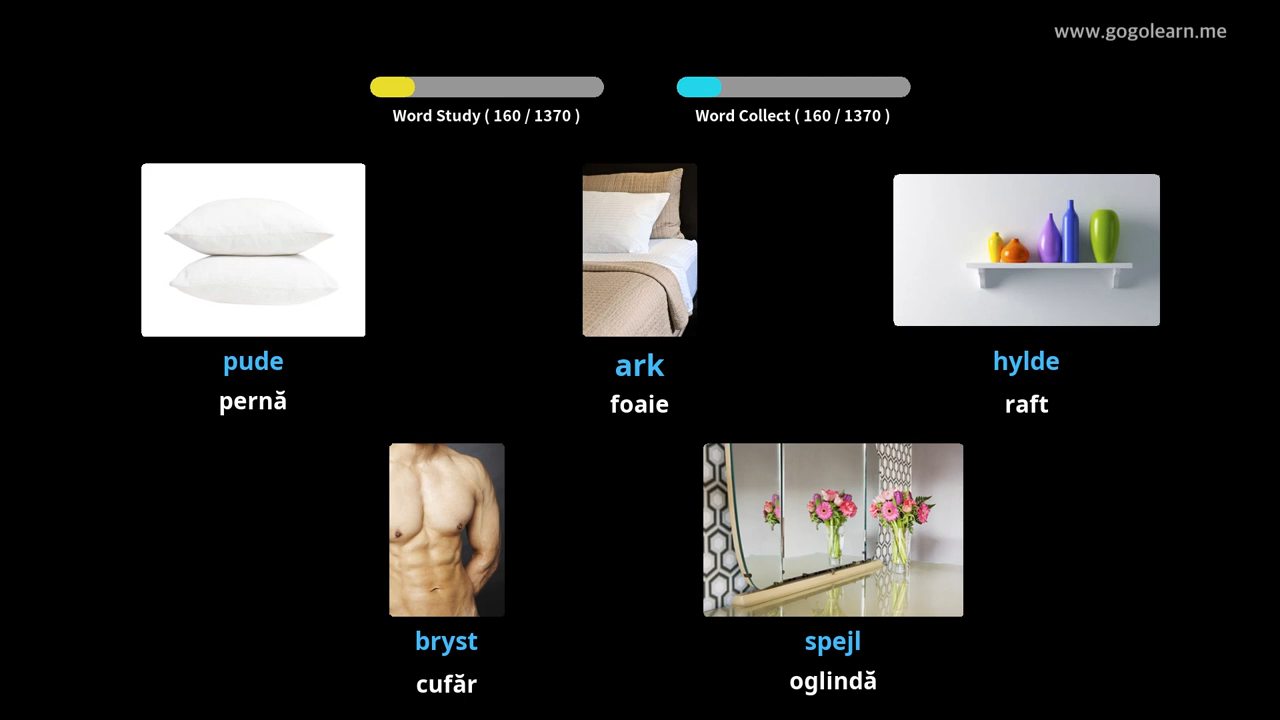 www.gogolearn.me
Word Study ( 160 / 1370 )
Word Collect ( 160 / 1370 )
pude
ark
hylde
pernă
foaie
raft
bryst
spejl
cufăr
oglindă